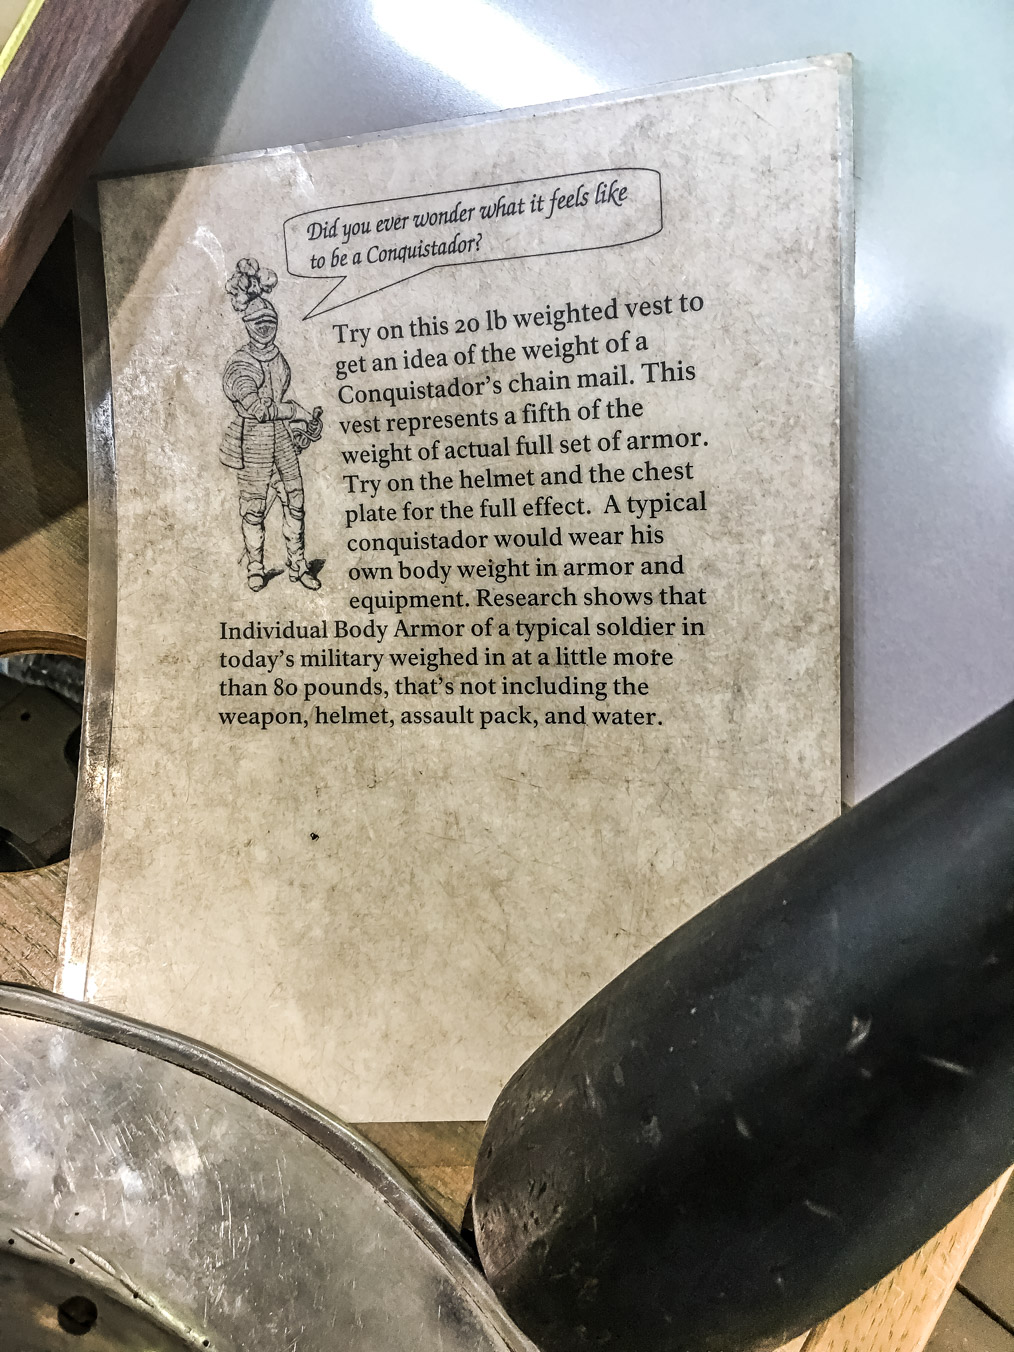 Did you ever wonder what it feels like
to be a Conquistador?
Try on this 20 lb weighted vest to
get an idea of the weight of a
Conquistador's chain mail. This
vest represents a fifth of the
weight of actual full set of armor.
Try on the helmet and the chest
plate for the full effect.  A typical
conquistador would wear his
own body weight in armor and
equipment. Research shows that
Individual Body Armor of a typical soldier in
today's military weighed in at a little more
than 80 pounds, that's not including the
weapon, helmet, assault pack, and water.